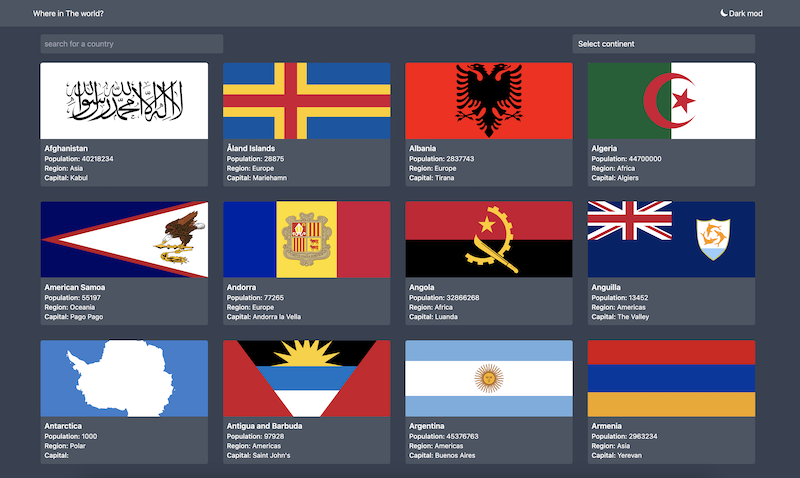 Where in The world?
Dark mod
search for a country
Select continent
لا إله إلا الله محمد رسول الله
Afghanistan
Population: 40218234
Region: Asia
Capital: Kabul
Åland Islands
Population: 28875
Region: Europe
Capital: Mariehamn
Albania
Population: 2837743
Region: Europe
Capital: Tirana
Algeria
Population: 44700000
Region: Africa
Capital: Algiers
American Samoa
Population: 55197
Region: Oceania
Capital: Pago Pago
Andorra
Population: 77265
Region: Europe
Capital: Andorra la Vella
Angola
Population: 32866268
Region: Africa
Capital: Luanda
Anguilla
Population: 13452
Region: Americas
Capital: The Valley
Antarctica
Population: 1000
Region: Polar
Capital:
Antigua and Barbuda
Population: 97928
Region: Americas
Capital: Saint John's
Argentina
Population: 45376763
Region: Americas
Capital: Buenos Aires
Armenia
Population: 2963234
Region: Asia
Capital: Yerevan